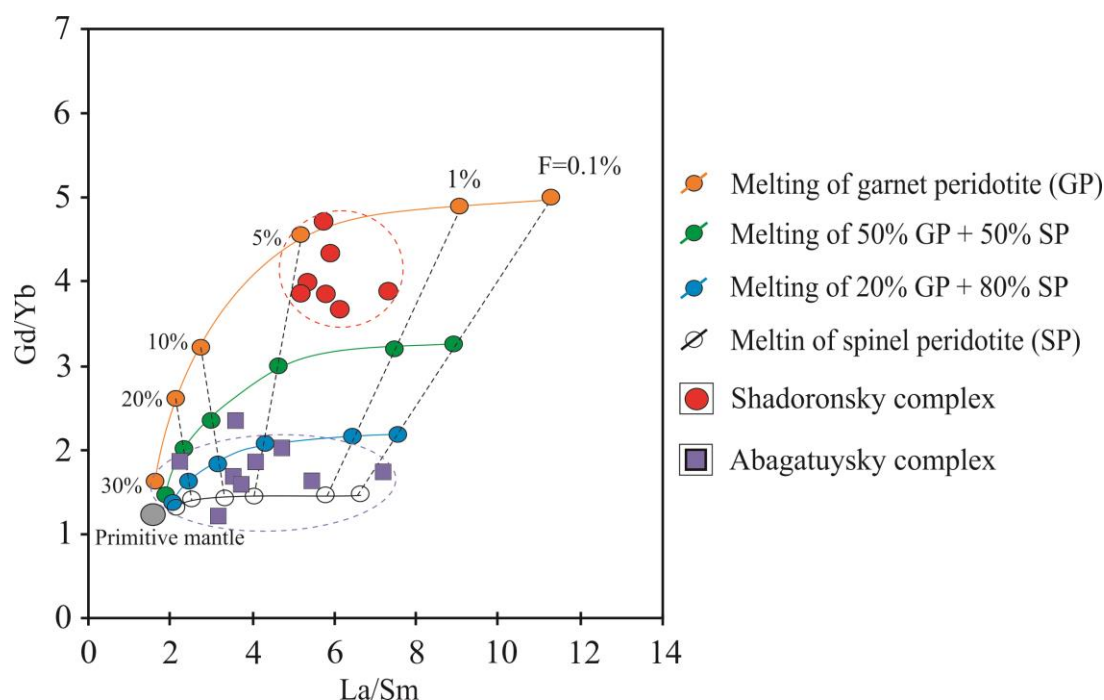 7
6
5
4
3
2
1
0
Gd/Yb
0 2 4 6 8 10 12 14
La/Sm
F=0.1%
1%
5%
10%
20%
30%
Primitive mantle
Melting of garnet peridotite (GP)
Melting of 50% GP + 50% SP
Melting of 20% GP + 80% SP
Meltin of spinel peridotite (SP)
Shadoronsky complex
Abagatuysky complex